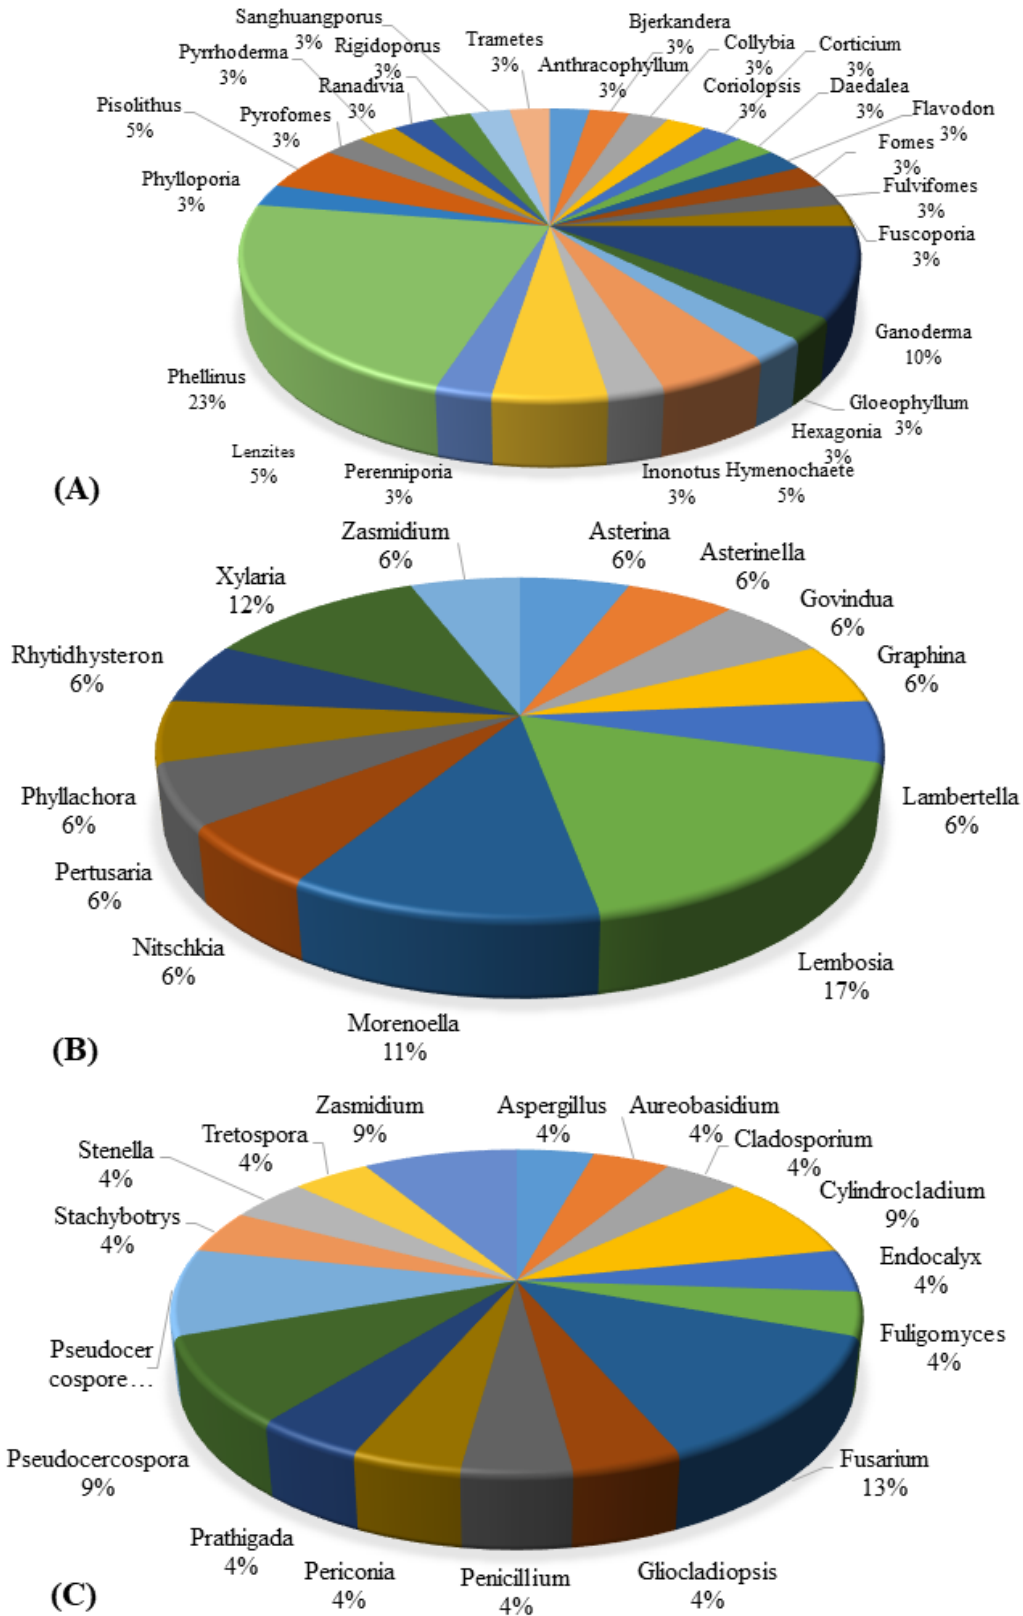 Sanghuangporus
3%
Pyrrhoderma
3%
Rigidoporus
3%
Trametes
3%
Bjerkandera
3%
Anthracophyllum
3%
Collybia
3%
Corticium
3%
Coriolopsis
3%
Daedalea
3%
Ranadivia
3%
Pisolithus
5%
Pyrofomes
3%
Flavodon
3%
Fomes
3%
Phylloporia
3%
Fulvifomes
3%
Fuscoporia
3%
Ganoderma
10%
Phellinus
23%
Gloeophyllum
3%
Hexagonia
3%
Lenzites
5%
Perenniporia
3%
Inonotus
3%
Hymenochaete
5%
(A)
Zasmidium
6%
Asterina
6%
Asterinella
6%
Xylaria
12%
Govindua
6%
Rhytidhysteron
6%
Graphina
6%
Phyllachora
6%
Lambertella
6%
Pertusaria
6%
Nitschkia
6%
Lembosia
17%
Morenoella
11%
(B)
Zasmidium
9%
Aspergillus
4%
Aureobasidium
4%
Tretospora
4%
Cladosporium
4%
Stenella
4%
Cylindrocladium
9%
Stachybotrys
4%
Endocalyx
4%
Fuligomyces
4%
Pseudocer
cospore...
Pseudocercospora
9%
Fusarium
13%
Prathigada
4%
Periconia
4%
Penicillium
4%
Gliocladiopsis
4%
(C)